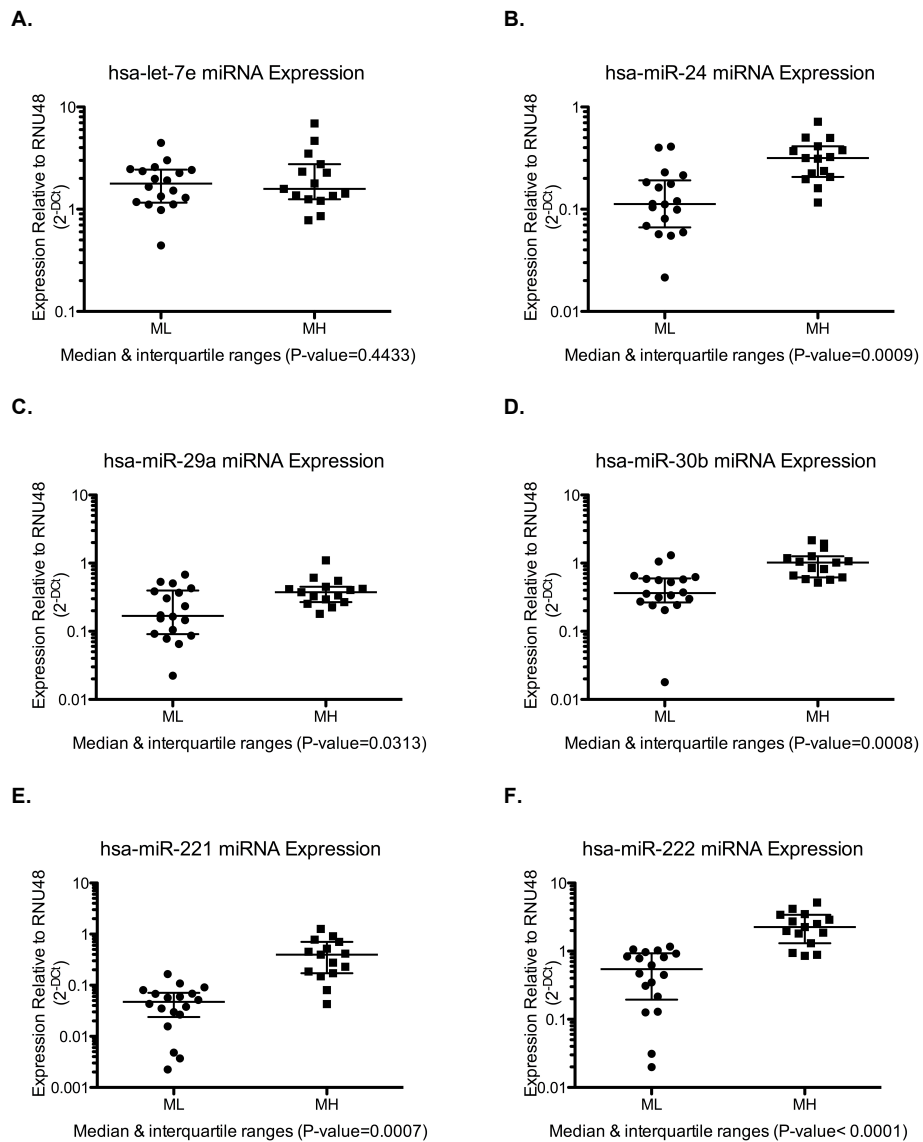 A.
hsa-let-7e miRNA Expression
Expression Relative to RNU48
(2-DCt)
10
1
0.1
ML MH
Median & interquartile ranges (P-value=0.4433)
B.
hsa-miR-24 miRNA Expression
Expression Relative to RNU48
(2-DCt)
1
0.1
0.01
ML MH
Median & interquartile ranges (P-value=0.0009)
C.
hsa-miR-29a miRNA Expression
Expression Relative to RNU48
(2-DCt)
10
1
0.1
0.01
ML MH
Median & interquartile ranges (P-value=0.0313)
D.
hsa-miR-30b miRNA Expression
Expression Relative to RNU48
(2-DCt)
10
1
0.1
0.01
ML MH
Median & interquartile ranges (P-value=0.0008)
E.
hsa-miR-221 miRNA Expression
Expression Relative to RNU48
(2-DCt)
10
1
0.1
0.01
0.001
ML MH
Median & interquartile ranges (P-value=0.0007)
F.
hsa-miR-222 miRNA Expression
Expression Relative to RNU48
(2-DCt)
10
1
0.1
0.01
ML MH
Median & interquartile ranges (P-value< 0.0001)